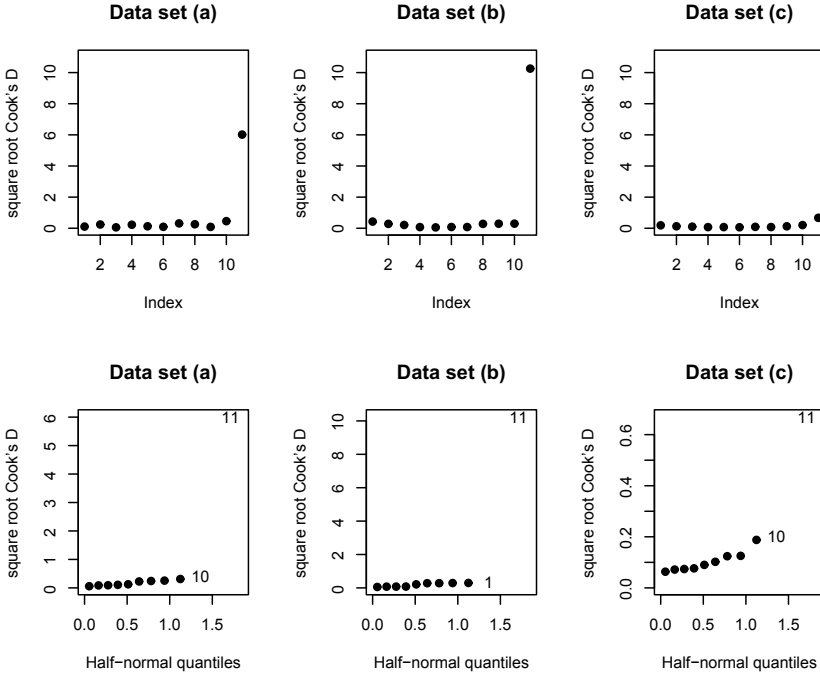 Data set (a)
Data set (b)
Data set (c)
square root Cook's D
0 2 4 6 8 10
2 4 6 8 10
Index
square root Cook's D
0 2 4 6 8 10
2 4 6 8 10
Index
square root Cook's D
0 2 4 6 8 10
2 4 6 8 10
Index
Data set (a)
Data set (b)
Data set (c)
square root Cook's D
0 1 2 3 4 5 6
11
10
0.0 0.5 1.0 1.5
Half−normal quantiles
square root Cook's D
0 2 4 6 8 10
11
1
0.0 0.5 1.0 1.5
Half−normal quantiles
square root Cook's D
0.0 0.2 0.4 0.6
11
10
0.0 0.5 1.0 1.5
Half−normal quantiles